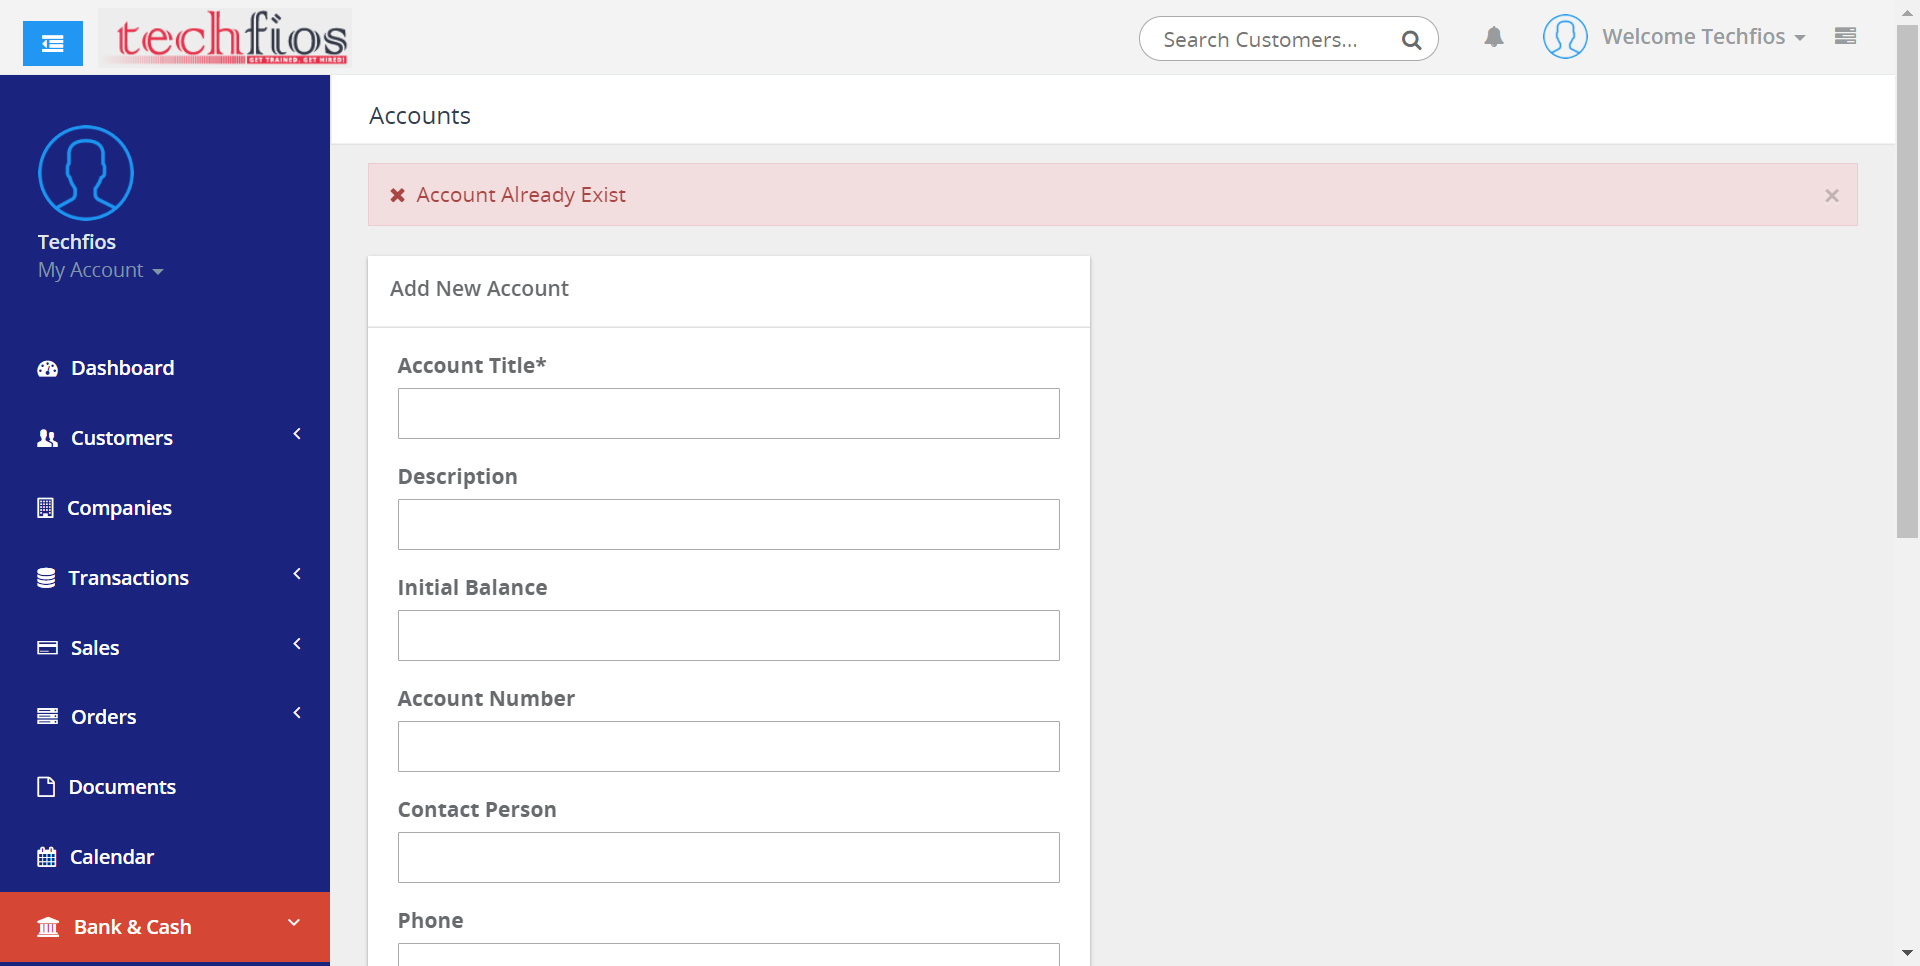 techfios
GET TRAINED. GET HIRED!
Search Customers...
Welcome Techfios
Techfios
My Account
Dashboard
Customers
Companies
Transactions
Sales
Orders
Documents
Calendar
Bank & Cash
Accounts
Account Already Exist
Add New Account
Account Title*
Description
Initial Balance
Account Number
Contact Person
Phone